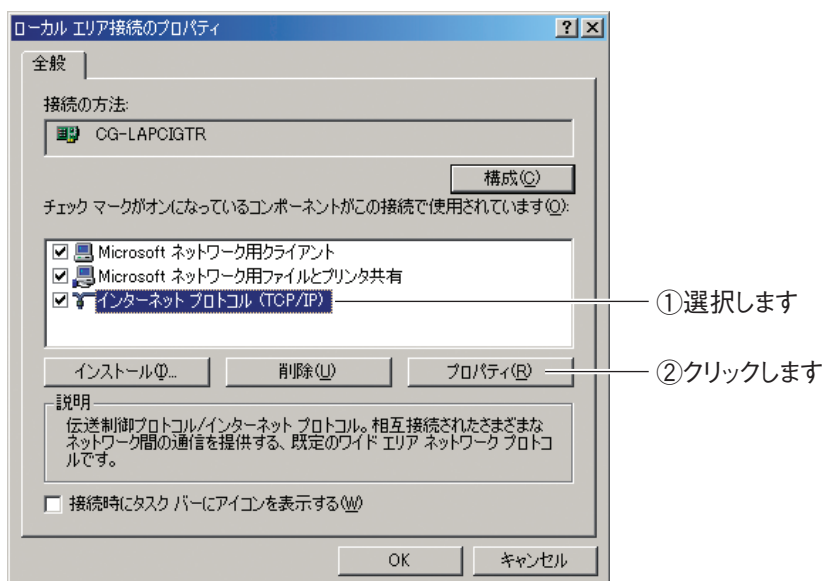 ローカル エリア接続のプロパティ
全般
接続の方法:
CG-LAPCIGTR
構成(C)
チェック マークがオンになっているコンポーネントがこの接続で使用されています(O):
Microsoft ネットワーク用クライアント
Microsoft ネットワーク用ファイルとプリンタ共有
インターネット プロトコル (TCP/IP)
①選択します
インストール(I)...
削除(U)
プロパティ(R)
②クリックします
説明
伝送制御プロトコル/インターネット プロトコル。相互接続されたさまざまな
ネットワーク間の通信を提供する、既定のワイド エリア ネットワーク プロトコ
ルです。
接続時にタスク バーにアイコンを表示する(W)
OK
キャンセル